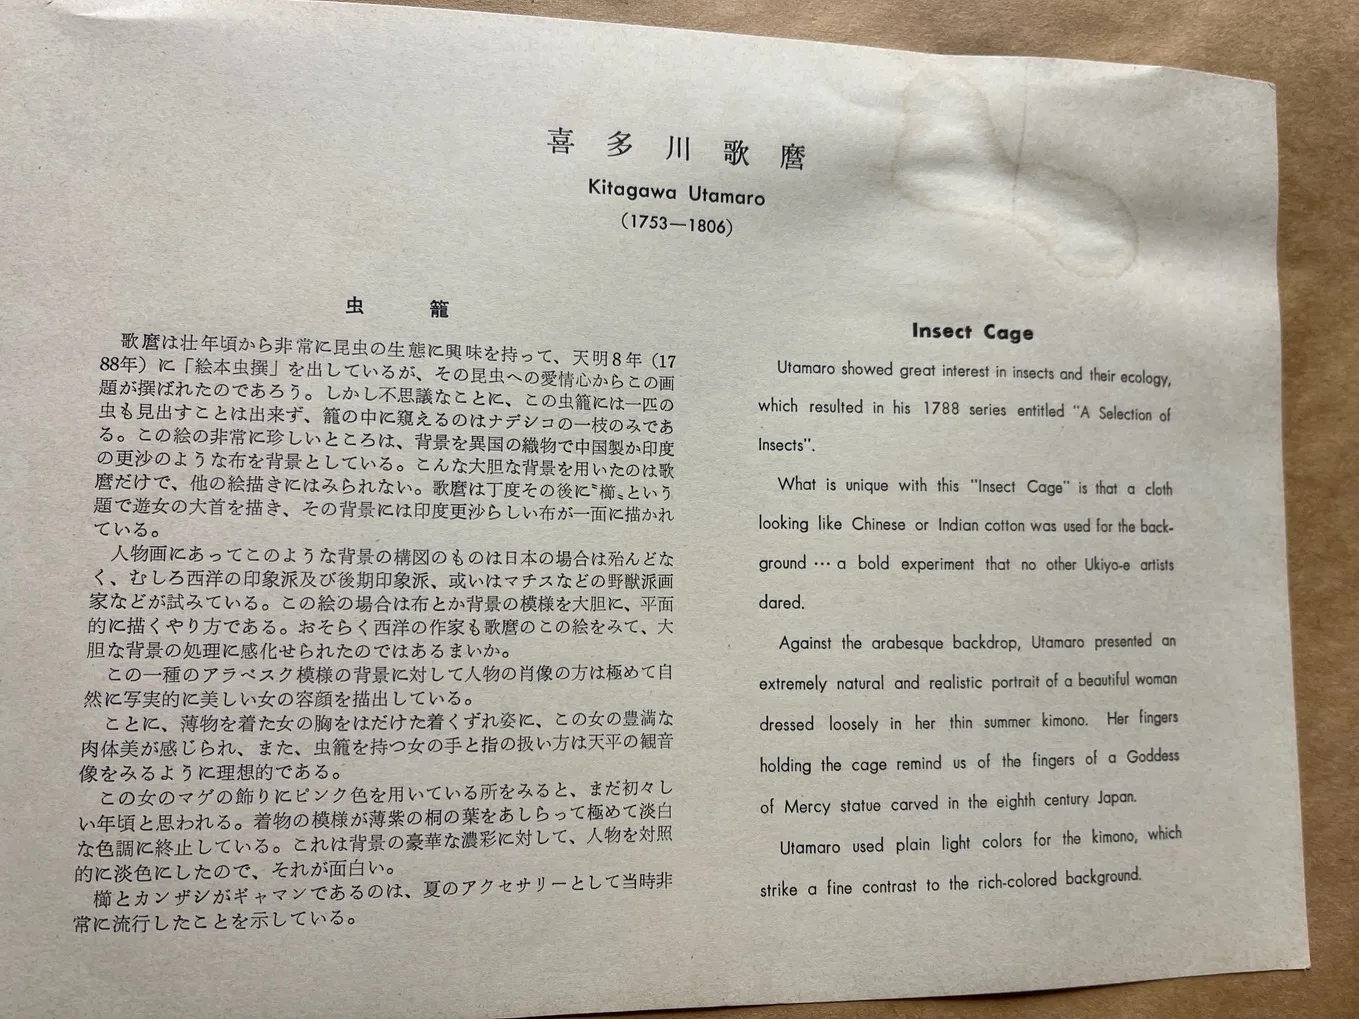 喜多川歌麿
Kitagawa Utamaro
(1753—1806)
虫籠
歌麿は壮年頃から非常に昆虫の生態に興味を持って、天明8年（17
88年）に「絵本虫撰」を出しているが、その昆虫への愛情心からこの画
題が撰ばれたのであろう。しかし不思議なことに、この虫籠には一匹の
虫も見出すことは出来ず、籠の中に窺えるのはナデシコの一枝のみであ
る。この絵の非常に珍しいところは、背景を異国の織物で中国製か印度
の更沙のような布を背景としている。こんな大胆な背景を用いたのは歌
麿だけで、他の絵描きにはみられない。歌麿は丁度その後に〝櫛〟という
題で遊女の大首を描き、その背景には印度更沙らしい布が一面に描かれ
ている。
人物画にあってこのような背景の構図のものは日本の場合は殆んどな
く、むしろ西洋の印象派及び後期印象派、或いはマチスなどの野獣派画
家などが試みている。この絵の場合は布とか背景の模様を大胆に、平面
的に描くやり方である。おそらく西洋の作家も歌麿のこの絵をみて、大
胆な背景の処理に感化せられたのではあるまいか。
この一種のアラベスク模様の背景に対して人物の肖像の方は極めて自
然に写実的に美しい女の容顔を描出している。
ことに、薄物を着た女の胸をはだけた着くずれ姿に、この女の豊満な
肉体美が感じられ、また、虫籠を持つ女の手と指の扱い方は天平の観音
像をみるように理想的である。
この女のマゲの飾りにピンク色を用いている所をみると、まだ初々し
い年頃と思われる。着物の模様が薄紫の桐の葉をあしらって極めて淡白
な色調に終止している。これは背景の豪華な濃彩に対して、人物を対照
的に淡色にしたので、それが面白い。
櫛とカンザシがギャマンであるのは、夏のアクセサリーとして当時非
常に流行したことを示している。
Insect Cage
Utamaro showed great interest in insects and their ecology,
which resulted in his 1788 series entitled "A Selection of
Insects".
What is unique with this "Insect Cage" is that a cloth
looking like Chinese or Indian cotton was used for the back-
ground … a bold experiment that no other Ukiyo-e artists
dared.
Against the arabesque backdrop, Utamaro presented an
extremely natural and realistic portrait of a beautiful woman
dressed loosely in her thin summer kimono. Her fingers
holding the cage remind us of the fingers of a Goddess
of Mercy statue carved in the eighth century Japan.
Utamaro used plain light colors for the kimono, which
strike a fine contrast to the rich-colored background.